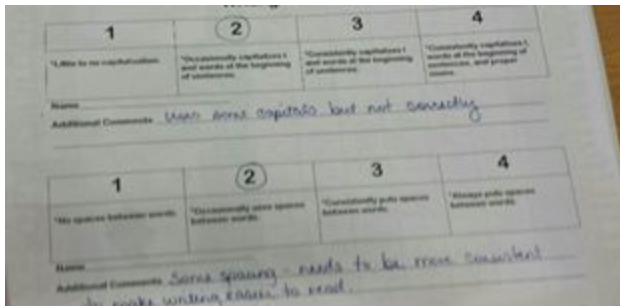 1 2 3 4
*Little to no capitalization. *Occasionally capitalizes I *Consistently capitalizes I *Consistently capitalizes I,
and words at the beginning and words at the beginning words at the beginning of
of sentences. of sentences. sentences, and proper
nouns.
Name
Additional Comments uses some capitals but not correctly
1 2 3 4
*No spaces between words. *Occasionally uses spaces *Consistently puts spaces *Always puts spaces
between words. between words. between words.
Name
Additional Comments Some spacing - needs to be more consistent
to make writing easier to read.